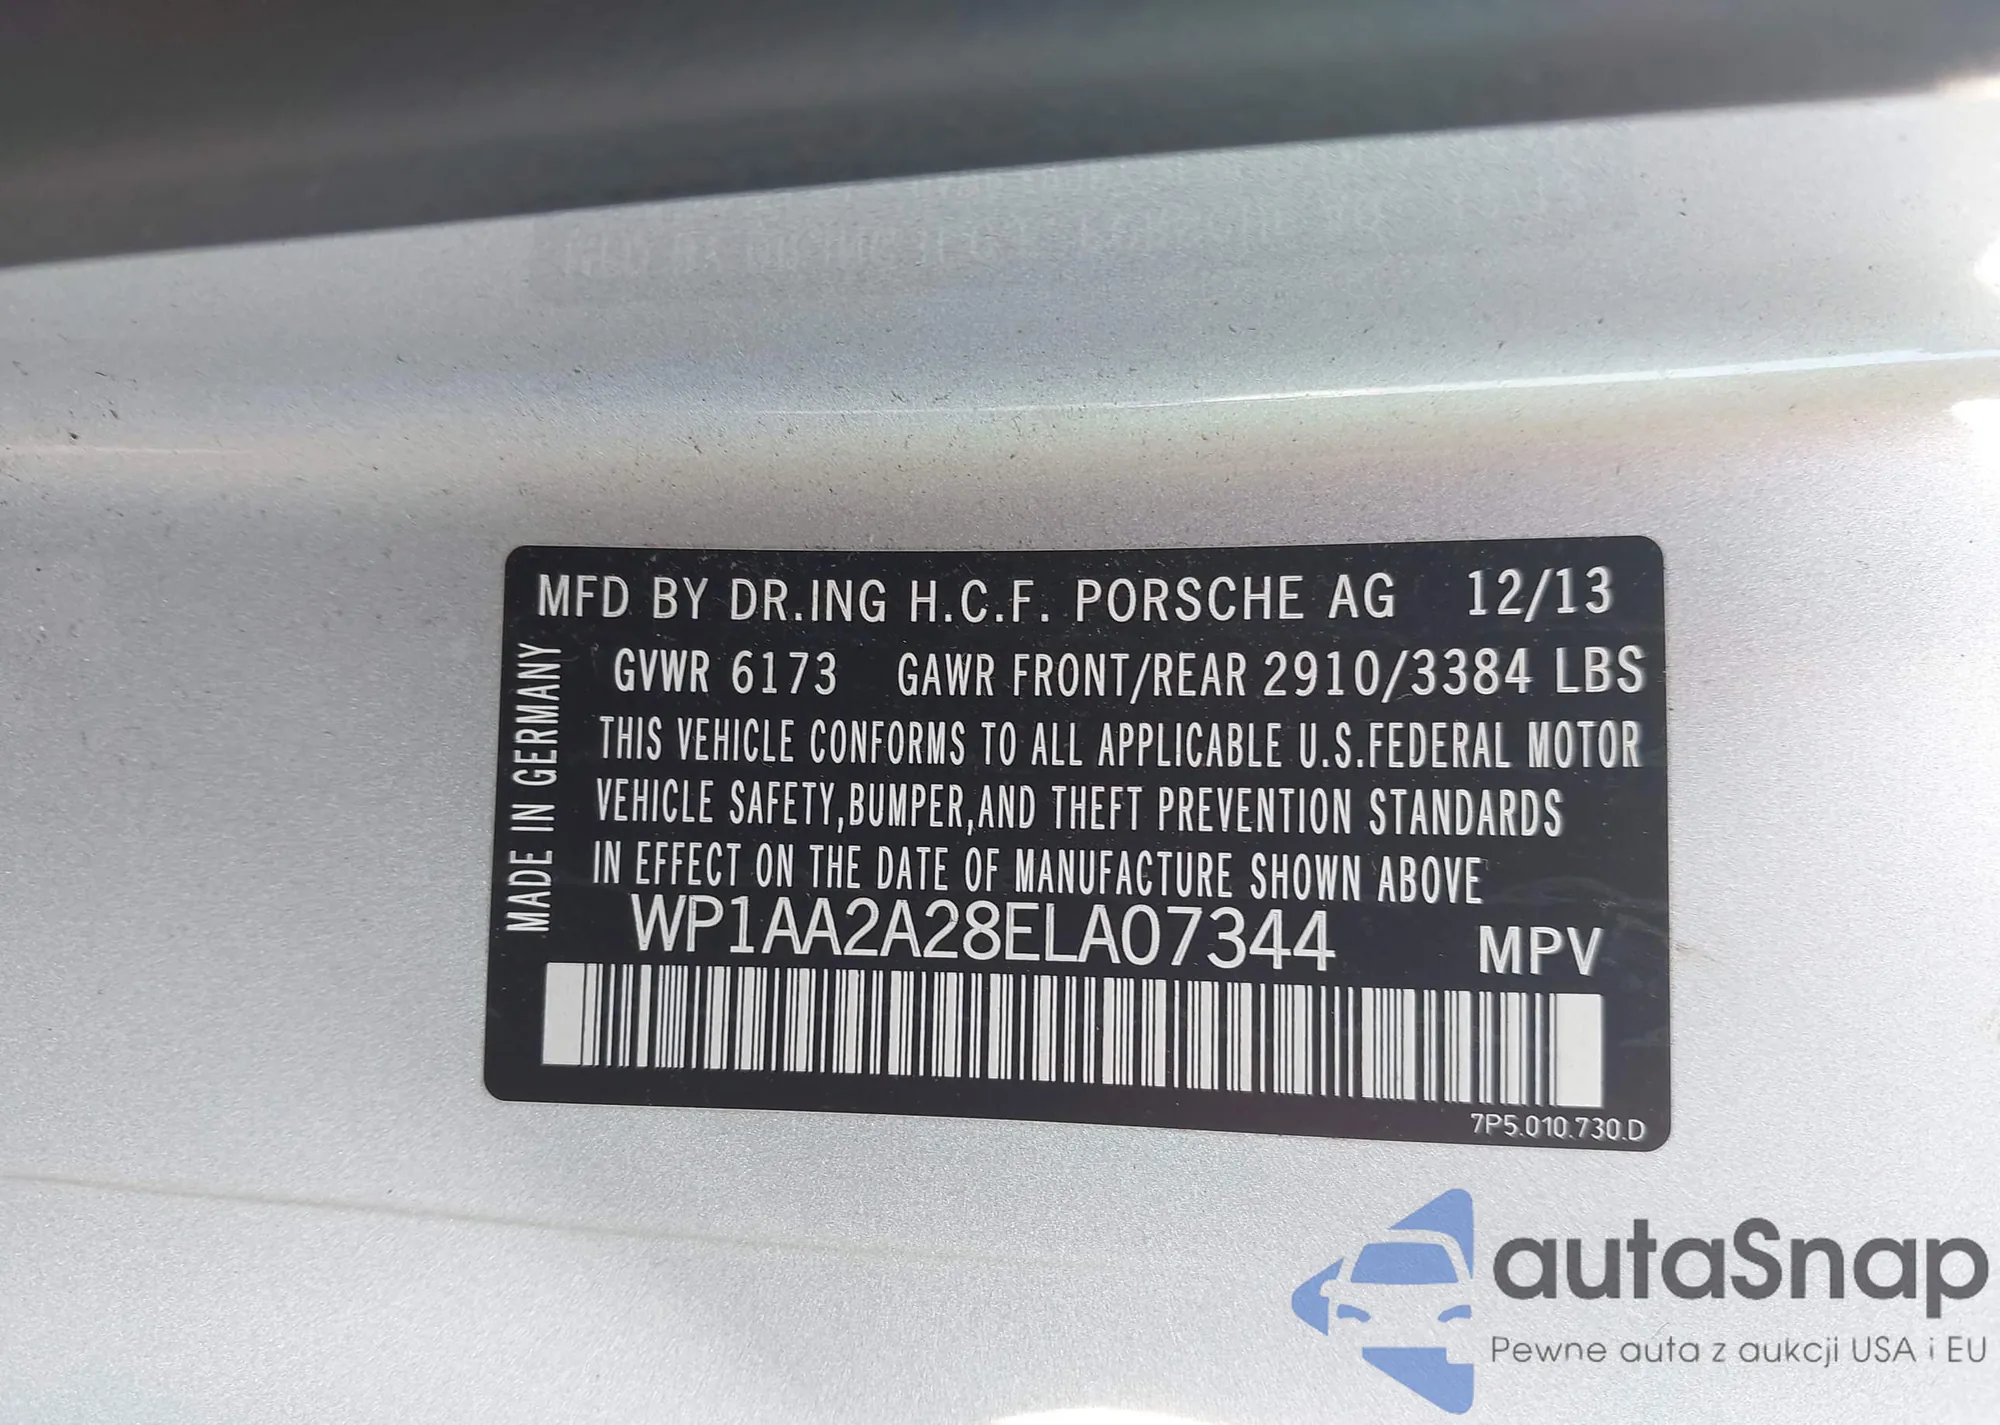 MFD BY DR.ING H.C.F. PORSCHE AG 12/13
GVWR 6173 GAWR FRONT/REAR 2910/3384 LBS
THIS VEHICLE CONFORMS TO ALL APPLICABLE U.S.FEDERAL MOTOR
VEHICLE SAFETY,BUMPER,AND THEFT PREVENTION STANDARDS
IN EFFECT ON THE DATE OF MANUFACTURE SHOWN ABOVE
WP1AA2A28ELA07344 MPV
MADE IN GERMANY
7P5.010.730.D
autaSnap
Pewne auta z aukcji USA i EU